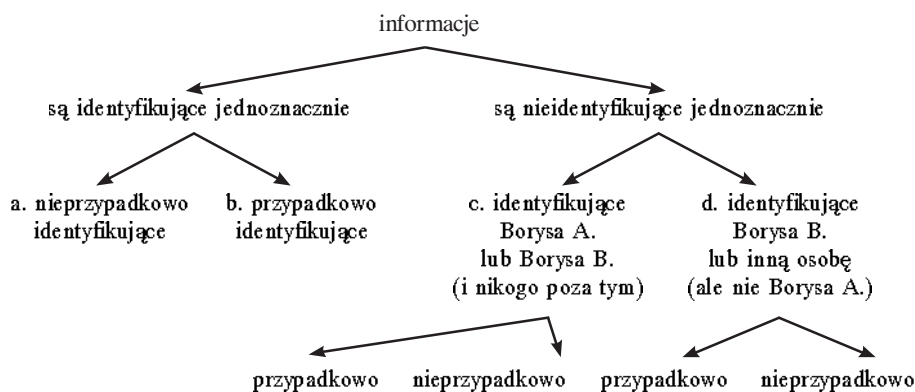 informacje
są identyfikujące jednoznacznie
są nieidentyfikujące jednoznacznie
a. nieprzypadkowo
identyfikujące
b. przypadkowo
identyfikujące
c. identyfikujące
Borysa A.
lub Borysa B.
(i nikogo poza tym)
d. identyfikujące
Borysa B.
lub inną osobę
(ale nie Borysa A.)
przypadkowo
nieprzypadkowo
przypadkowo
nieprzypadkowo